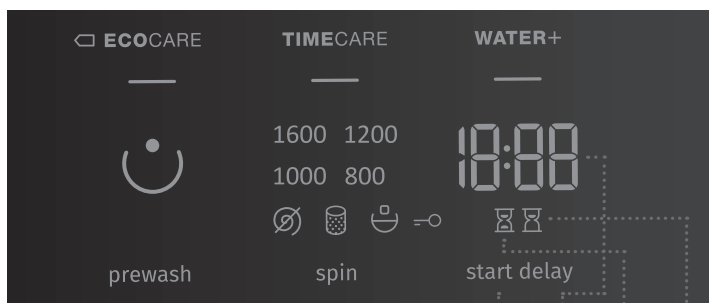 ECOCARE TIMECARE WATER+
1600 1200
1000 800
18:88
prewash spin start delay